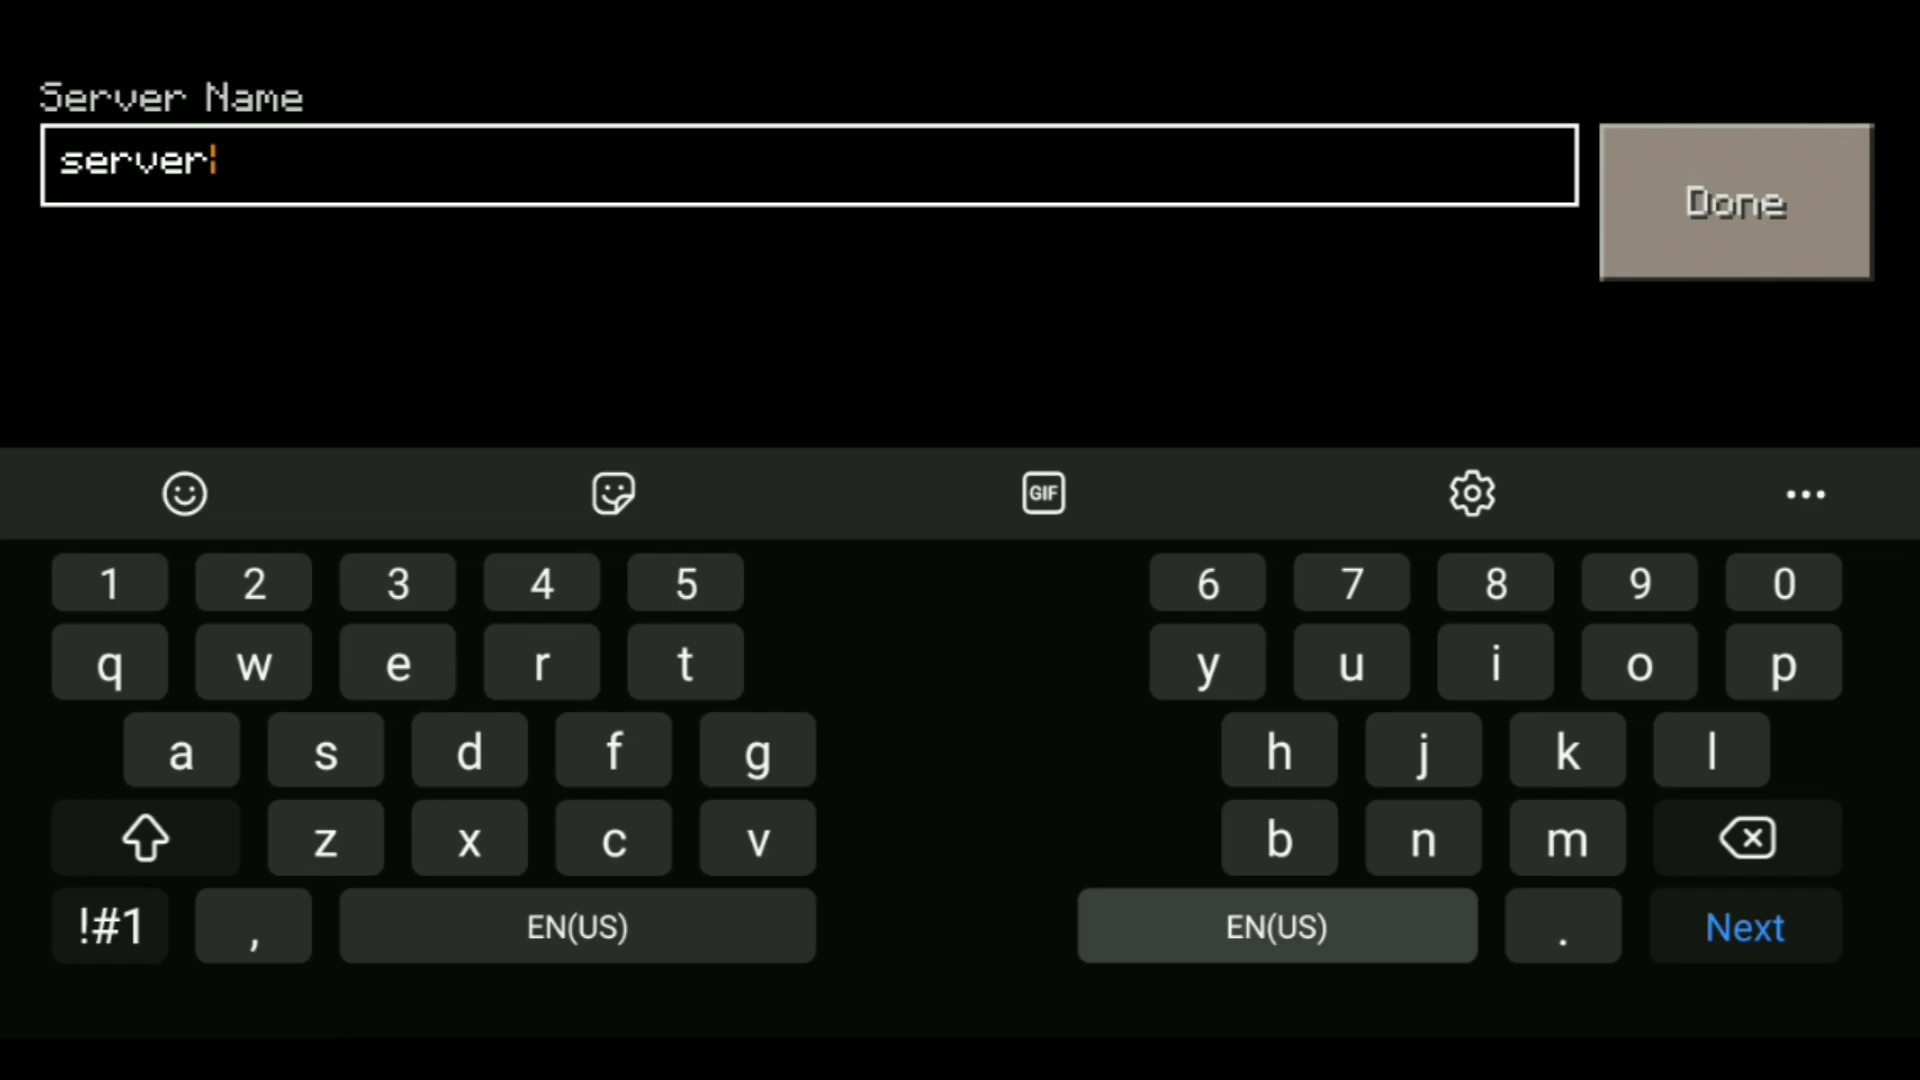 Server Name
server
Done
GIF
1 2 3 4 5 6 7 8 9 0
q w e r t y u i o p
a s d f g h j k l
z x c v b n m
!#1 , EN(US) EN(US) . Next